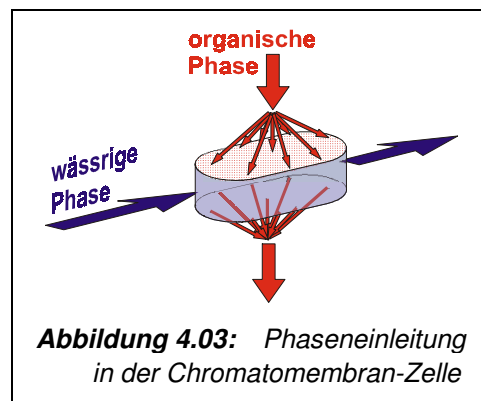 organische
Phase
wässrige
Phase
Abbildung 4.03: Phaseneinleitung
in der Chromatomembran-Zelle